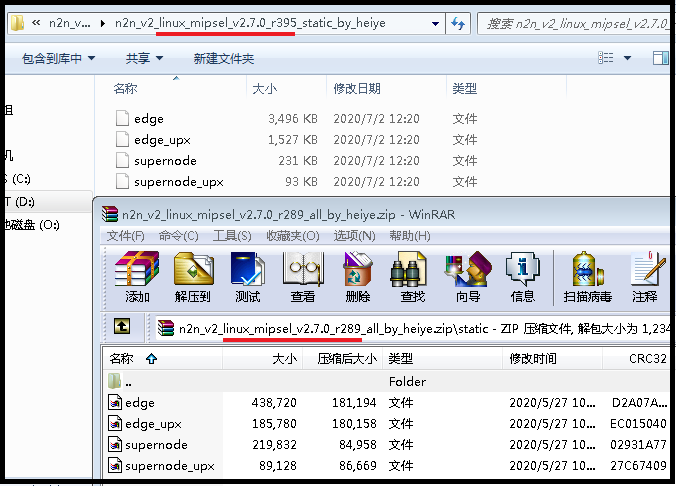 « n2n_v... ▸ n2n_v2_linux_mipsel_v2.7.0_r395_static_by_heiye 搜索 n2n_v2_linux_mipsel_v2.7.0_r...
包含到库中 共享 新建文件夹
名称 大小 修改日期 类型
edge 3,496 KB 2020/7/2 12:20 文件
edge_upx 1,527 KB 2020/7/2 12:20 文件
supernode 231 KB 2020/7/2 12:20 文件
supernode_upx 93 KB 2020/7/2 12:20 文件
组
机
(C:)
T (D:)
地磁盘 (O:)
n2n_v2_linux_mipsel_v2.7.0_r289_all_by_heiye.zip - WinRAR
文件(F) 命令(C) 工具(S) 收藏夹(O) 选项(N) 帮助(H)
添加 解压到 测试 查看 删除 查找 向导 信息 扫描病毒 注释
n2n_v2_linux_mipsel_v2.7.0_r289_all_by_heiye.zip\static - ZIP 压缩文件, 解包大小为 1,234
名称 大小 压缩后大小 类型 修改时间 CRC32
.. Folder
edge 438,720 181,194 文件 2020/5/27 10... D2A07A...
edge_upx 185,780 180,158 文件 2020/5/27 10... EC015040
supernode 219,832 84,958 文件 2020/5/27 10... 02931A77
supernode_upx 89,128 86,669 文件 2020/5/27 10... 27C67409